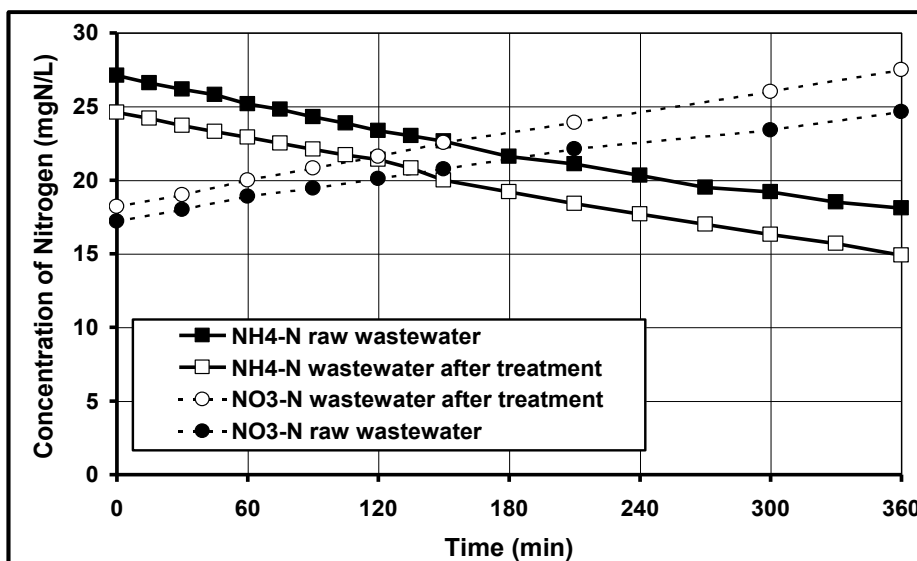 Concentration of Nitrogen (mgN/L)
30
25
20
15
10
5
0
NH4-N raw wastewater
NH4-N wastewater after treatment
NO3-N wastewater after treatment
NO3-N raw wastewater
0 60 120 180 240 300 360
Time (min)